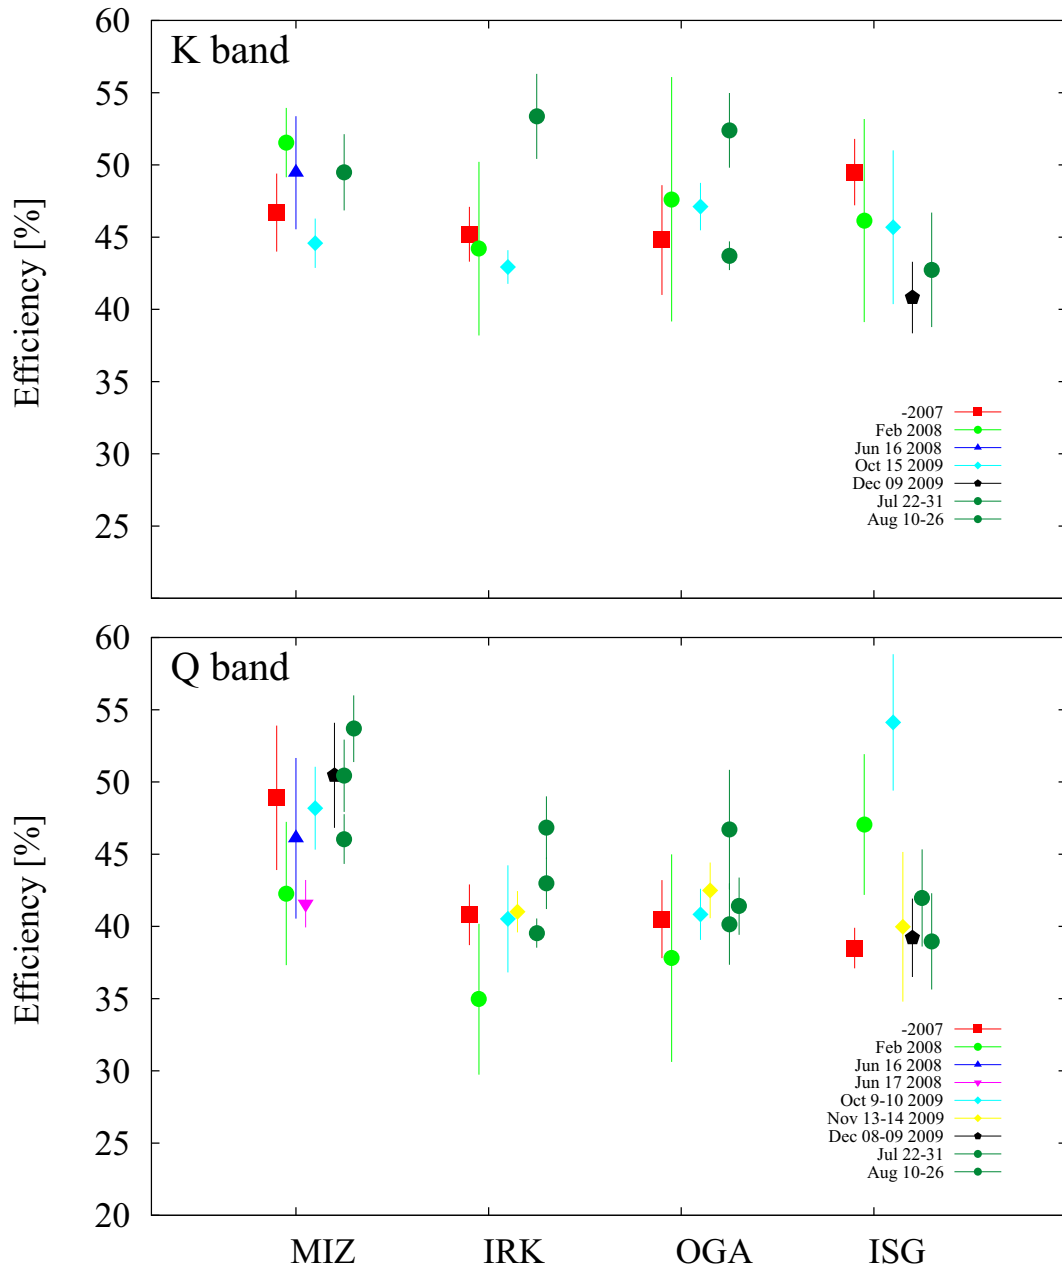 K band
Efficiency [%]
60
55
50
45
40
35
30
25
-2007
Feb 2008
Jun 16 2008
Oct 15 2009
Dec 09 2009
Jul 22-31
Aug 10-26
Q band
Efficiency [%]
60
55
50
45
40
35
30
25
20
-2007
Feb 2008
Jun 16 2008
Jun 17 2008
Oct 9-10 2009
Nov 13-14 2009
Dec 08-09 2009
Jul 22-31
Aug 10-26
MIZ IRK OGA ISG